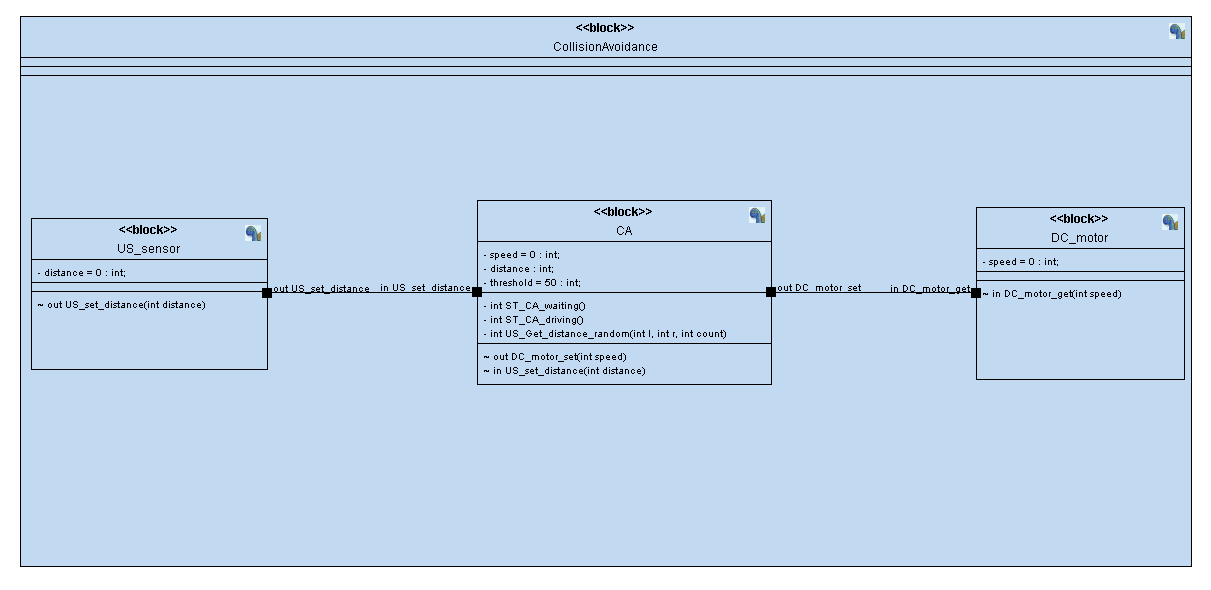 <<block>>
CollisionAvoidance
<<block>>
US_sensor
- distance = 0 : int;
~ out US_set_distance(int distance)
out US_set_distance
in US_set_distance
<<block>>
CA
- speed = 0 : int;
- distance : int;
- threshold = 50 : int;
- int ST_CA_waiting()
- int ST_CA_driving()
- int US_Get_distance_random(int l, int r, int count)
~ out DC_motor_set(int speed)
~ in US_set_distance(int distance)
out DC_motor_set
in DC_motor_get
<<block>>
DC_motor
- speed = 0 : int;
~ in DC_motor_get(int speed)